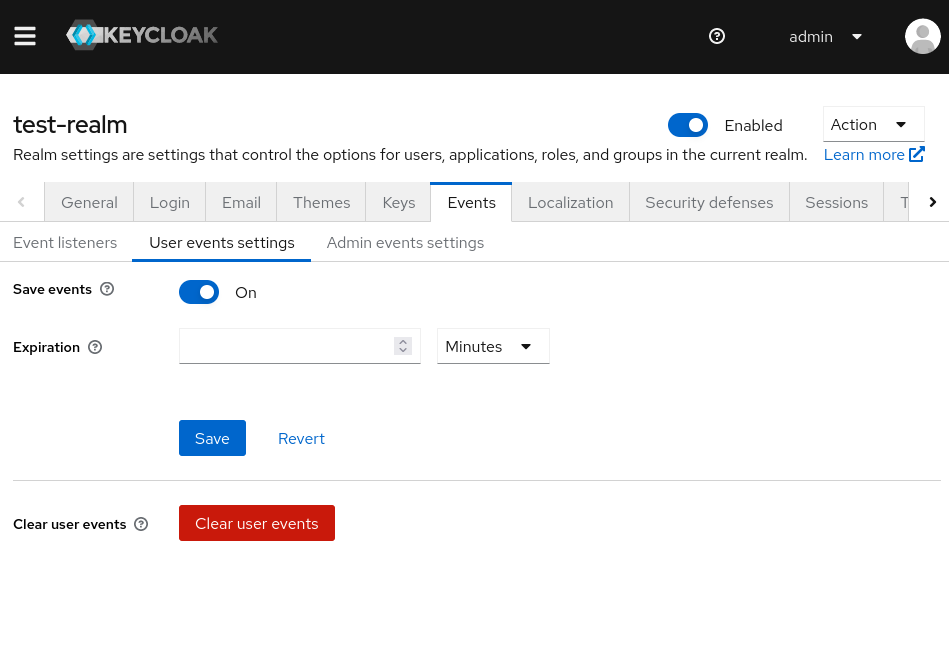 KEYCLOAK
admin
test-realm
Enabled
Action
Realm settings are settings that control the options for users, applications, roles, and groups in the current realm.
Learn more
General Login Email Themes Keys Events Localization Security defenses Sessions T
Event listeners User events settings Admin events settings
Save events
On
Expiration
Minutes
Save Revert
Clear user events
Clear user events